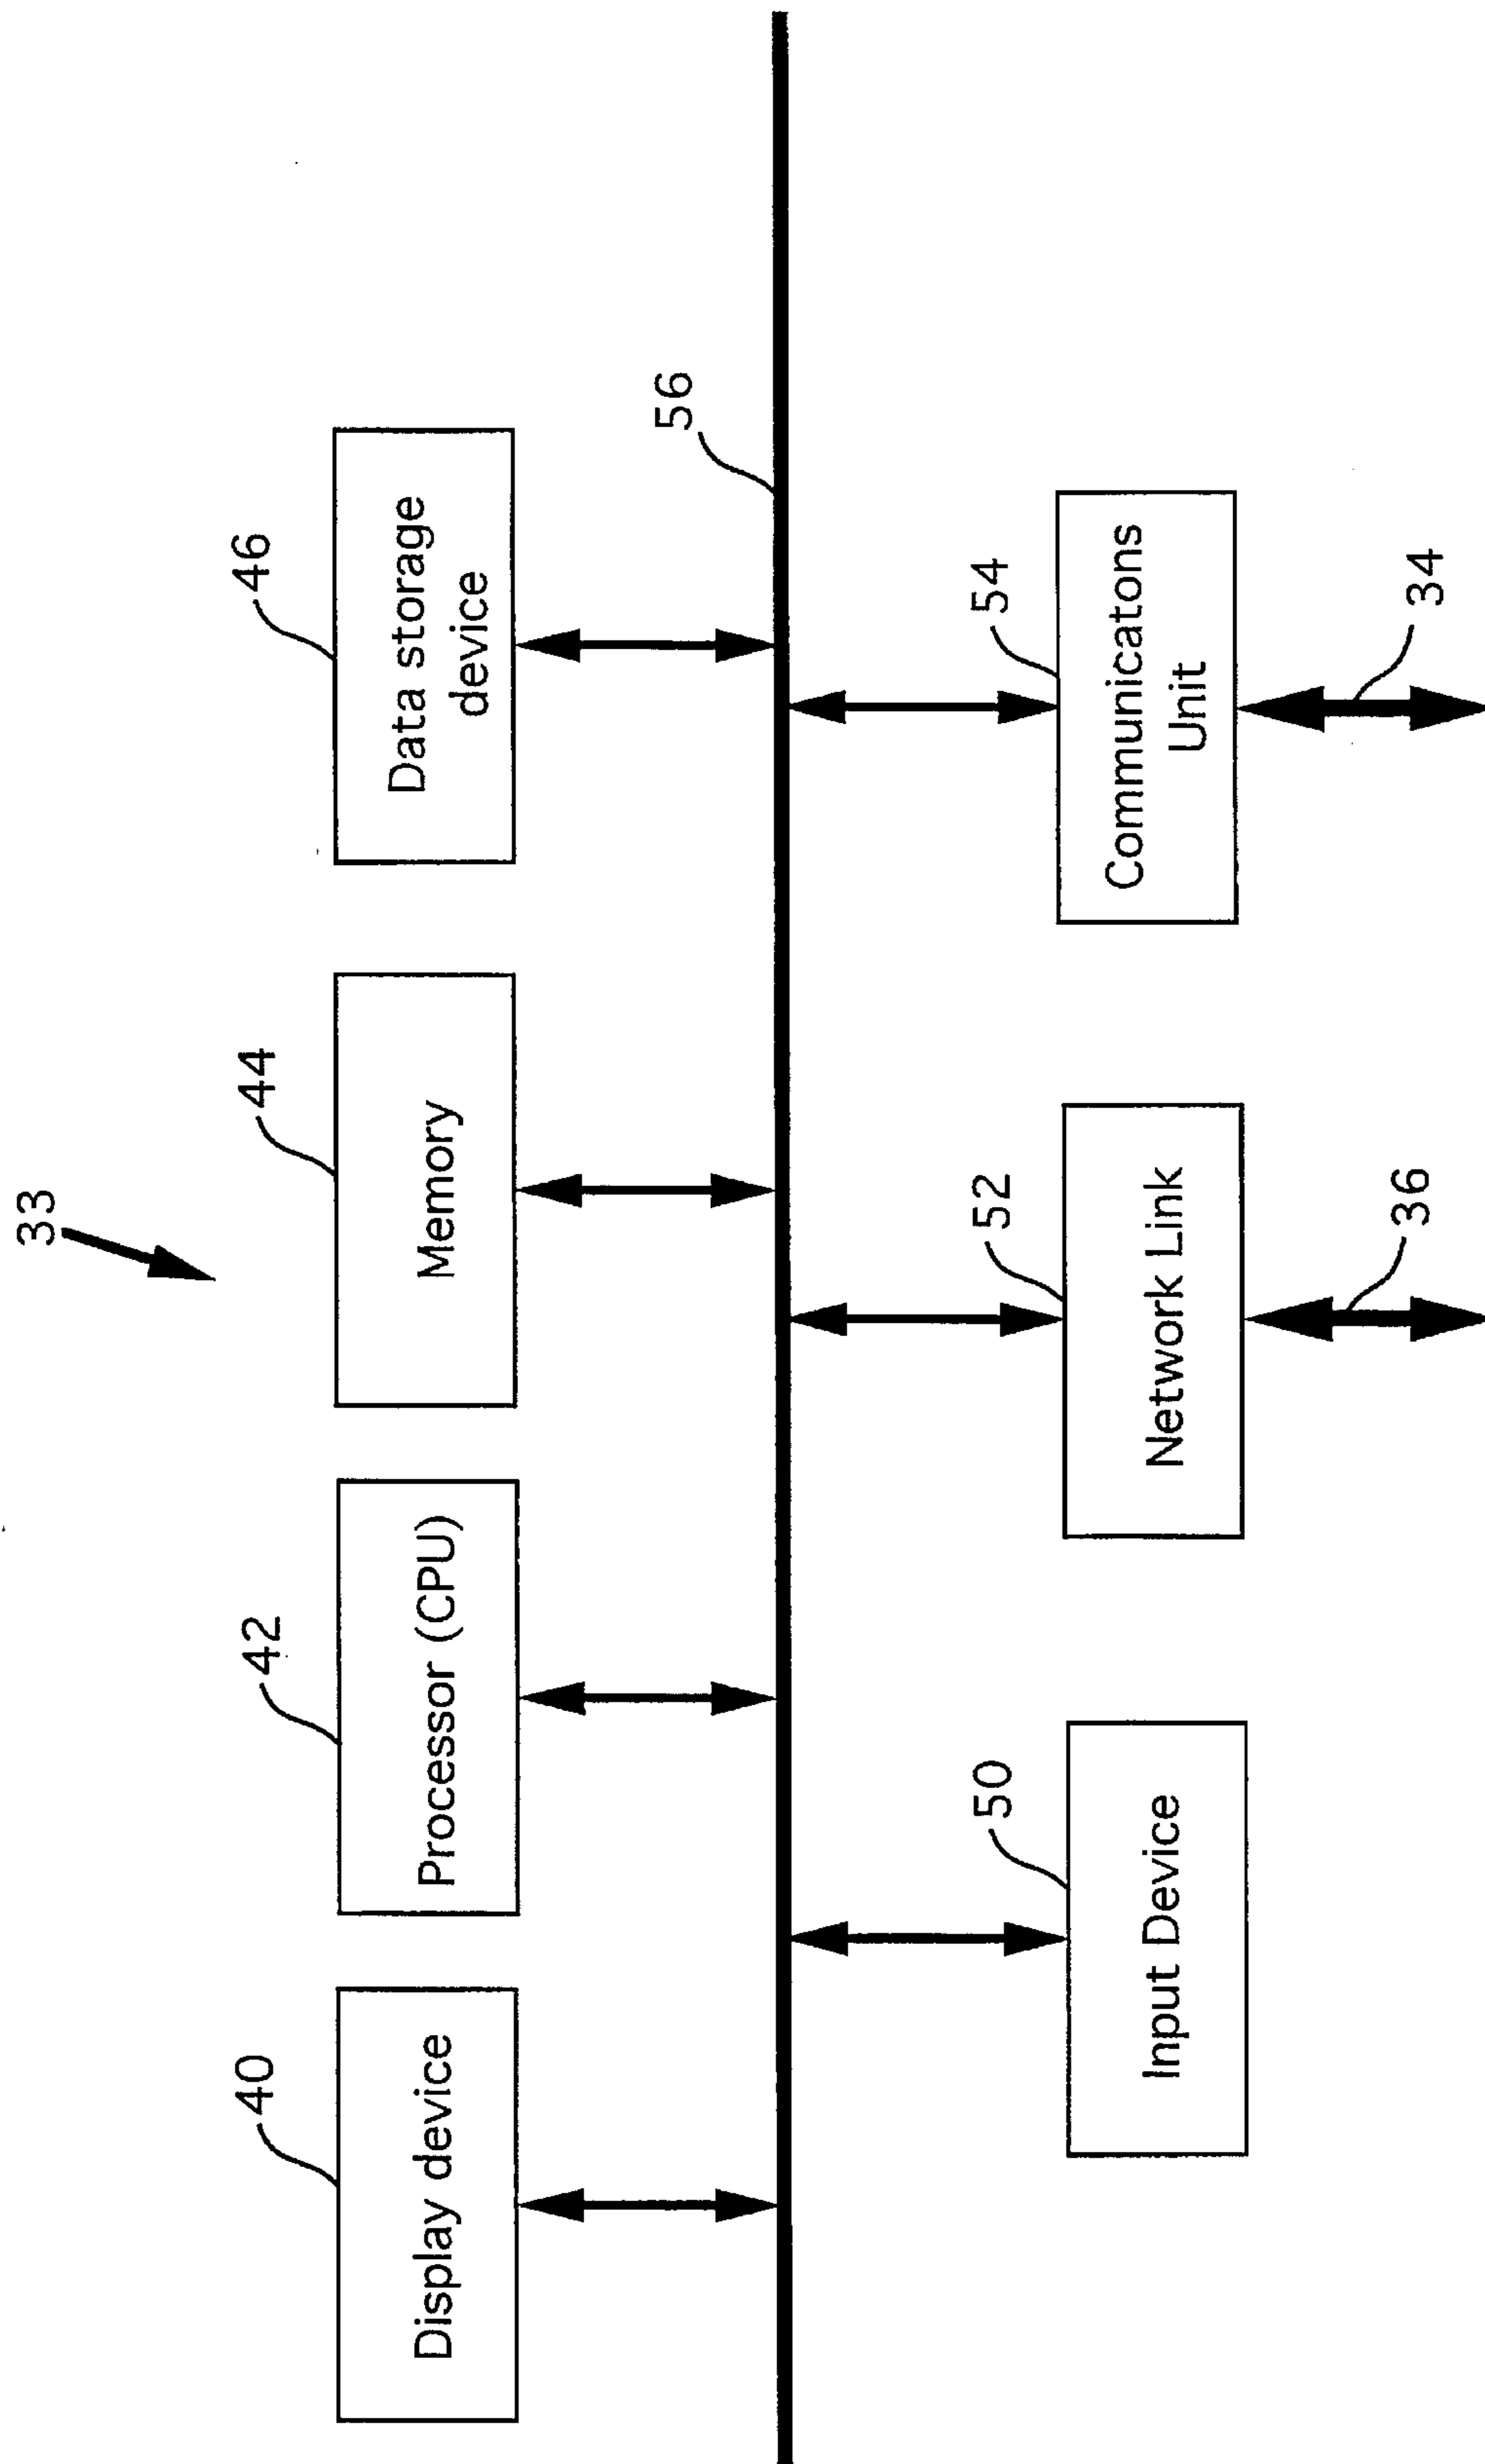 33
40
Display device
42
Processor (CPU)
44
Memory
46
Data storage
device
56
50
Input Device
52
Network Link
36
54
Communicatons
Unit
34